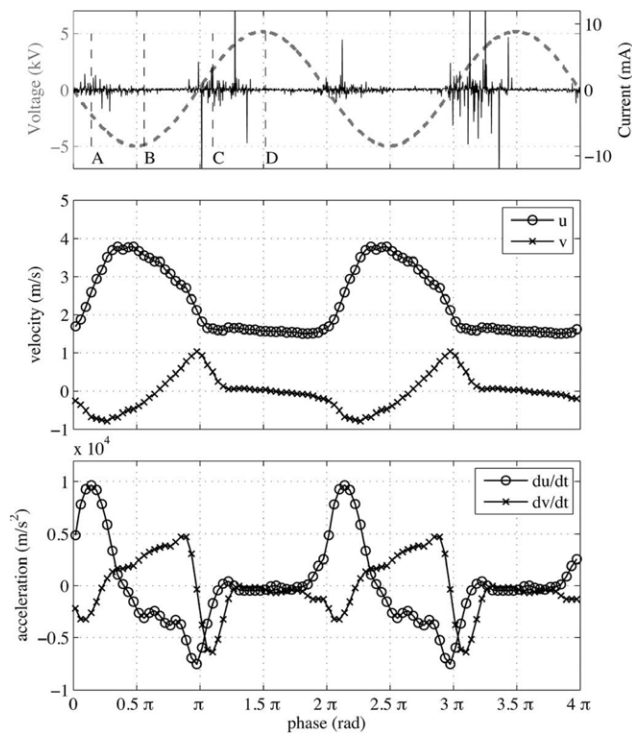 5
0
−5
Voltage (kV)
10
0
−10
Current (mA)
A
B
C
D
5
4
3
2
1
0
−1
velocity (m/s)
u
v
x 10^4
1
0.5
0
−0.5
−1
acceleration (m/s^2)
du/dt
dv/dt
0
0.5 π
π
1.5 π
2 π
2.5 π
3 π
3.5 π
4 π
phase (rad)